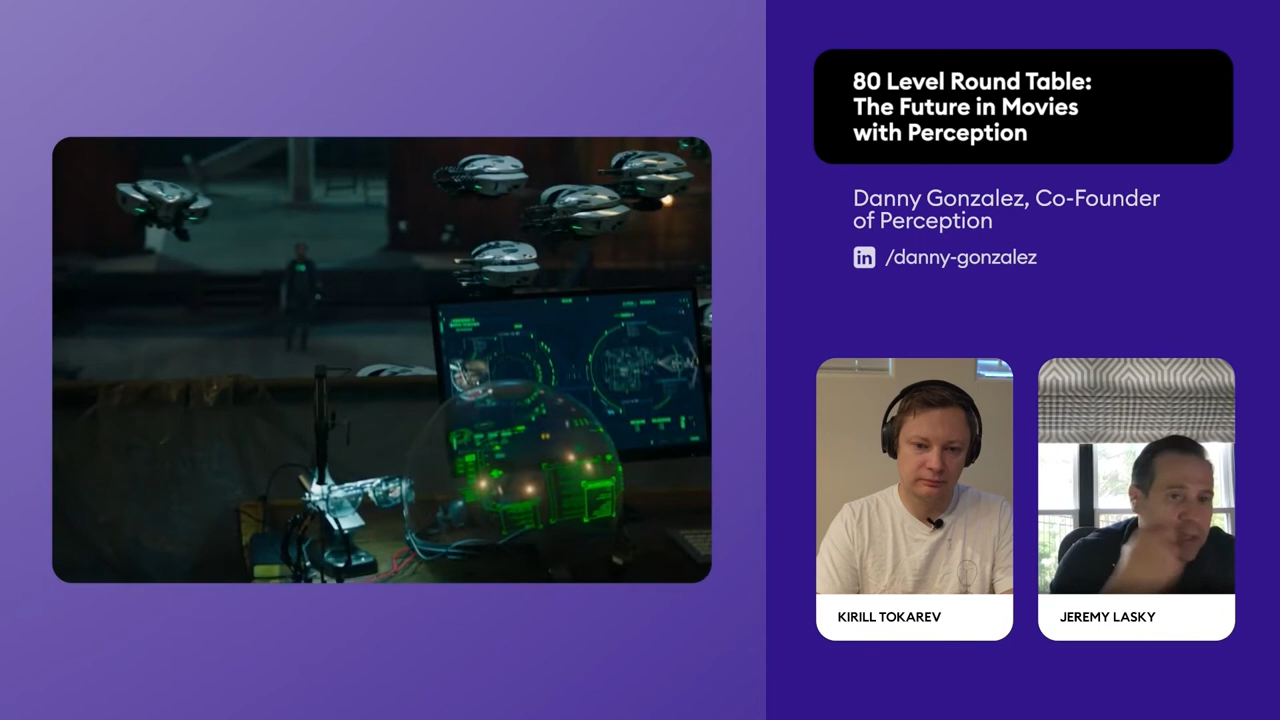 80 Level Round Table:
The Future in Movies
with Perception
Danny Gonzalez, Co-Founder
of Perception
in /danny-gonzalez
KIRILL TOKAREV
JEREMY LASKY